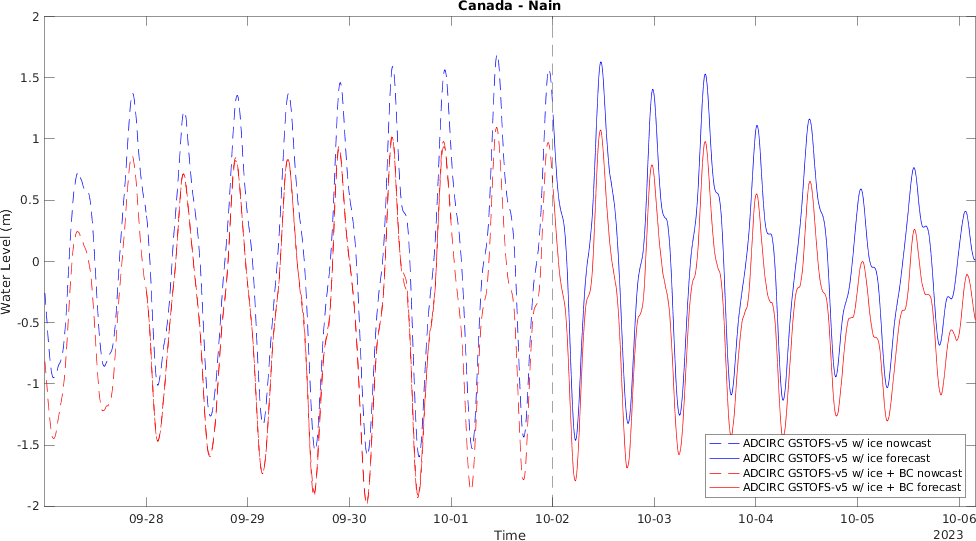 Canada - Nain
2
1.5
1
0.5
0
-0.5
-1
-1.5
-2
Water Level (m)
09-28 09-29 09-30 10-01 10-02 10-03 10-04 10-05 10-06
2023
Time
ADCIRC GSTOFS-v5 w/ ice nowcast
ADCIRC GSTOFS-v5 w/ ice forecast
ADCIRC GSTOFS-v5 w/ ice + BC nowcast
ADCIRC GSTOFS-v5 w/ ice + BC forecast